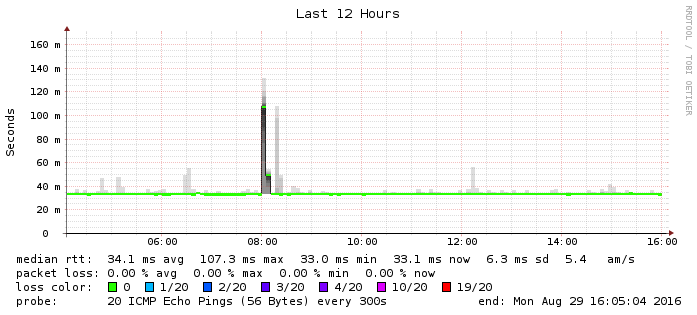 Last 12 Hours
RRDTOOL / TOBI OETIKER
Seconds
160 m
140 m
120 m
100 m
80 m
60 m
40 m
20 m
0
06:00 08:00 10:00 12:00 14:00 16:00
median rtt: 34.1 ms avg 107.3 ms max 33.0 ms min 33.1 ms now 6.3 ms sd 5.4 am/s
packet loss: 0.00 % avg 0.00 % max 0.00 % min 0.00 % now
loss color: 0 1/20 2/20 3/20 4/20 10/20 19/20
probe: 20 ICMP Echo Pings (56 Bytes) every 300s end: Mon Aug 29 16:05:04 2016